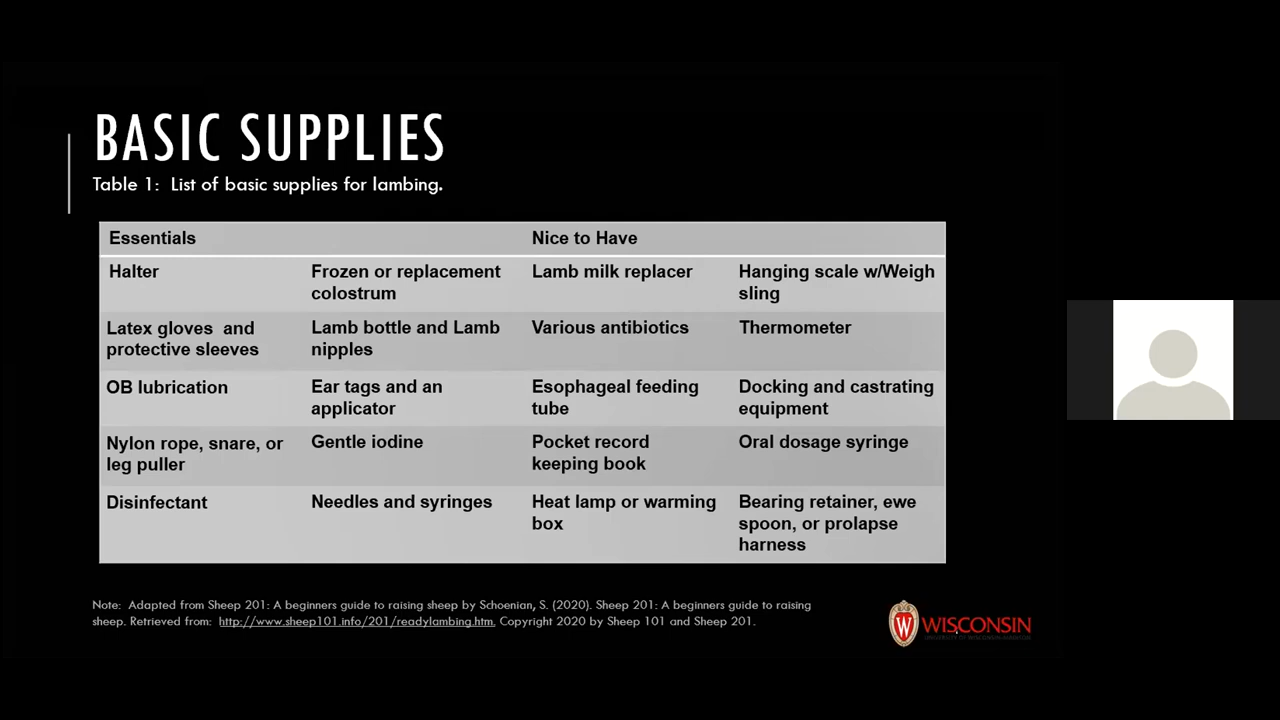 BASIC SUPPLIES
Table 1: List of basic supplies for lambing.
Essentials
Nice to Have
Halter
Frozen or replacement
colostrum
Lamb milk replacer
Hanging scale w/Weigh
sling
Latex gloves and
protective sleeves
Lamb bottle and Lamb
nipples
Various antibiotics
Thermometer
OB lubrication
Ear tags and an
applicator
Esophageal feeding
tube
Docking and castrating
equipment
Nylon rope, snare, or
leg puller
Gentle iodine
Pocket record
keeping book
Oral dosage syringe
Disinfectant
Needles and syringes
Heat lamp or warming
box
Bearing retainer, ewe
spoon, or prolapse
harness
Note: Adapted from Sheep 201: A beginners guide to raising sheep by Schoenian, S. (2020). Sheep 201: A beginners guide to raising
sheep. Retrieved from: http://www.sheep101.info/201/readylambing.htm. Copyright 2020 by Sheep 101 and Sheep 201.
W
WISCONSIN